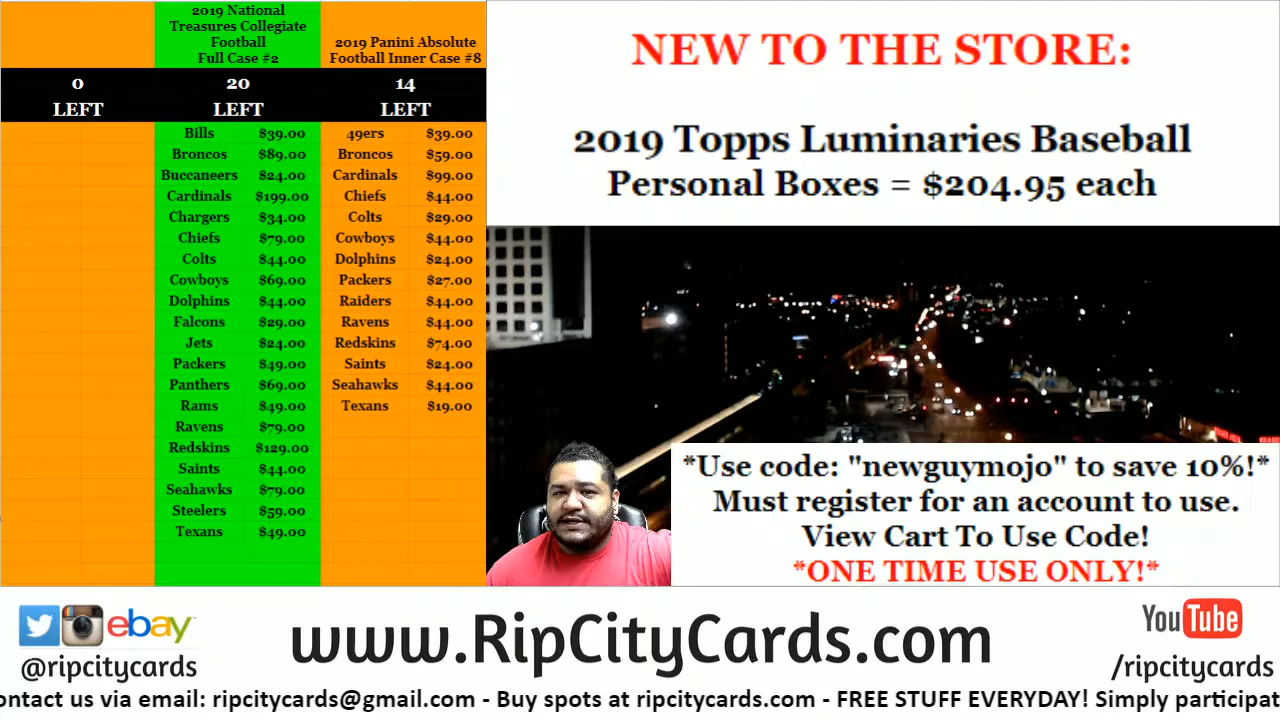 2019 National
Treasures Collegiate
Football
Full Case #2
2019 Panini Absolute
Football Inner Case #8
0 20 14
LEFT LEFT LEFT
Bills $39.00 49ers $39.00
Broncos $89.00 Broncos $59.00
Buccaneers $24.00 Cardinals $99.00
Cardinals $199.00 Chiefs $44.00
Chargers $34.00 Colts $29.00
Chiefs $79.00 Cowboys $44.00
Colts $44.00 Dolphins $24.00
Cowboys $69.00 Packers $27.00
Dolphins $44.00 Raiders $44.00
Falcons $29.00 Ravens $44.00
Jets $24.00 Redskins $74.00
Packers $49.00 Saints $24.00
Panthers $69.00 Seahawks $44.00
Rams $49.00 Texans $19.00
Ravens $79.00
Redskins $129.00
Saints $44.00
Seahawks $79.00
Steelers $59.00
Texans $49.00
NEW TO THE STORE:
2019 Topps Luminaries Baseball
Personal Boxes = $204.95 each
*Use code: "newguymojo" to save 10%!*
Must register for an account to use.
View Cart To Use Code!
*ONE TIME USE ONLY!*
ebay
@ripcitycards
www.RipCityCards.com
YouTube
/ripcitycards
ontact us via email: ripcitycards@gmail.com - Buy spots at ripcitycards.com - FREE STUFF EVERYDAY! Simply participat